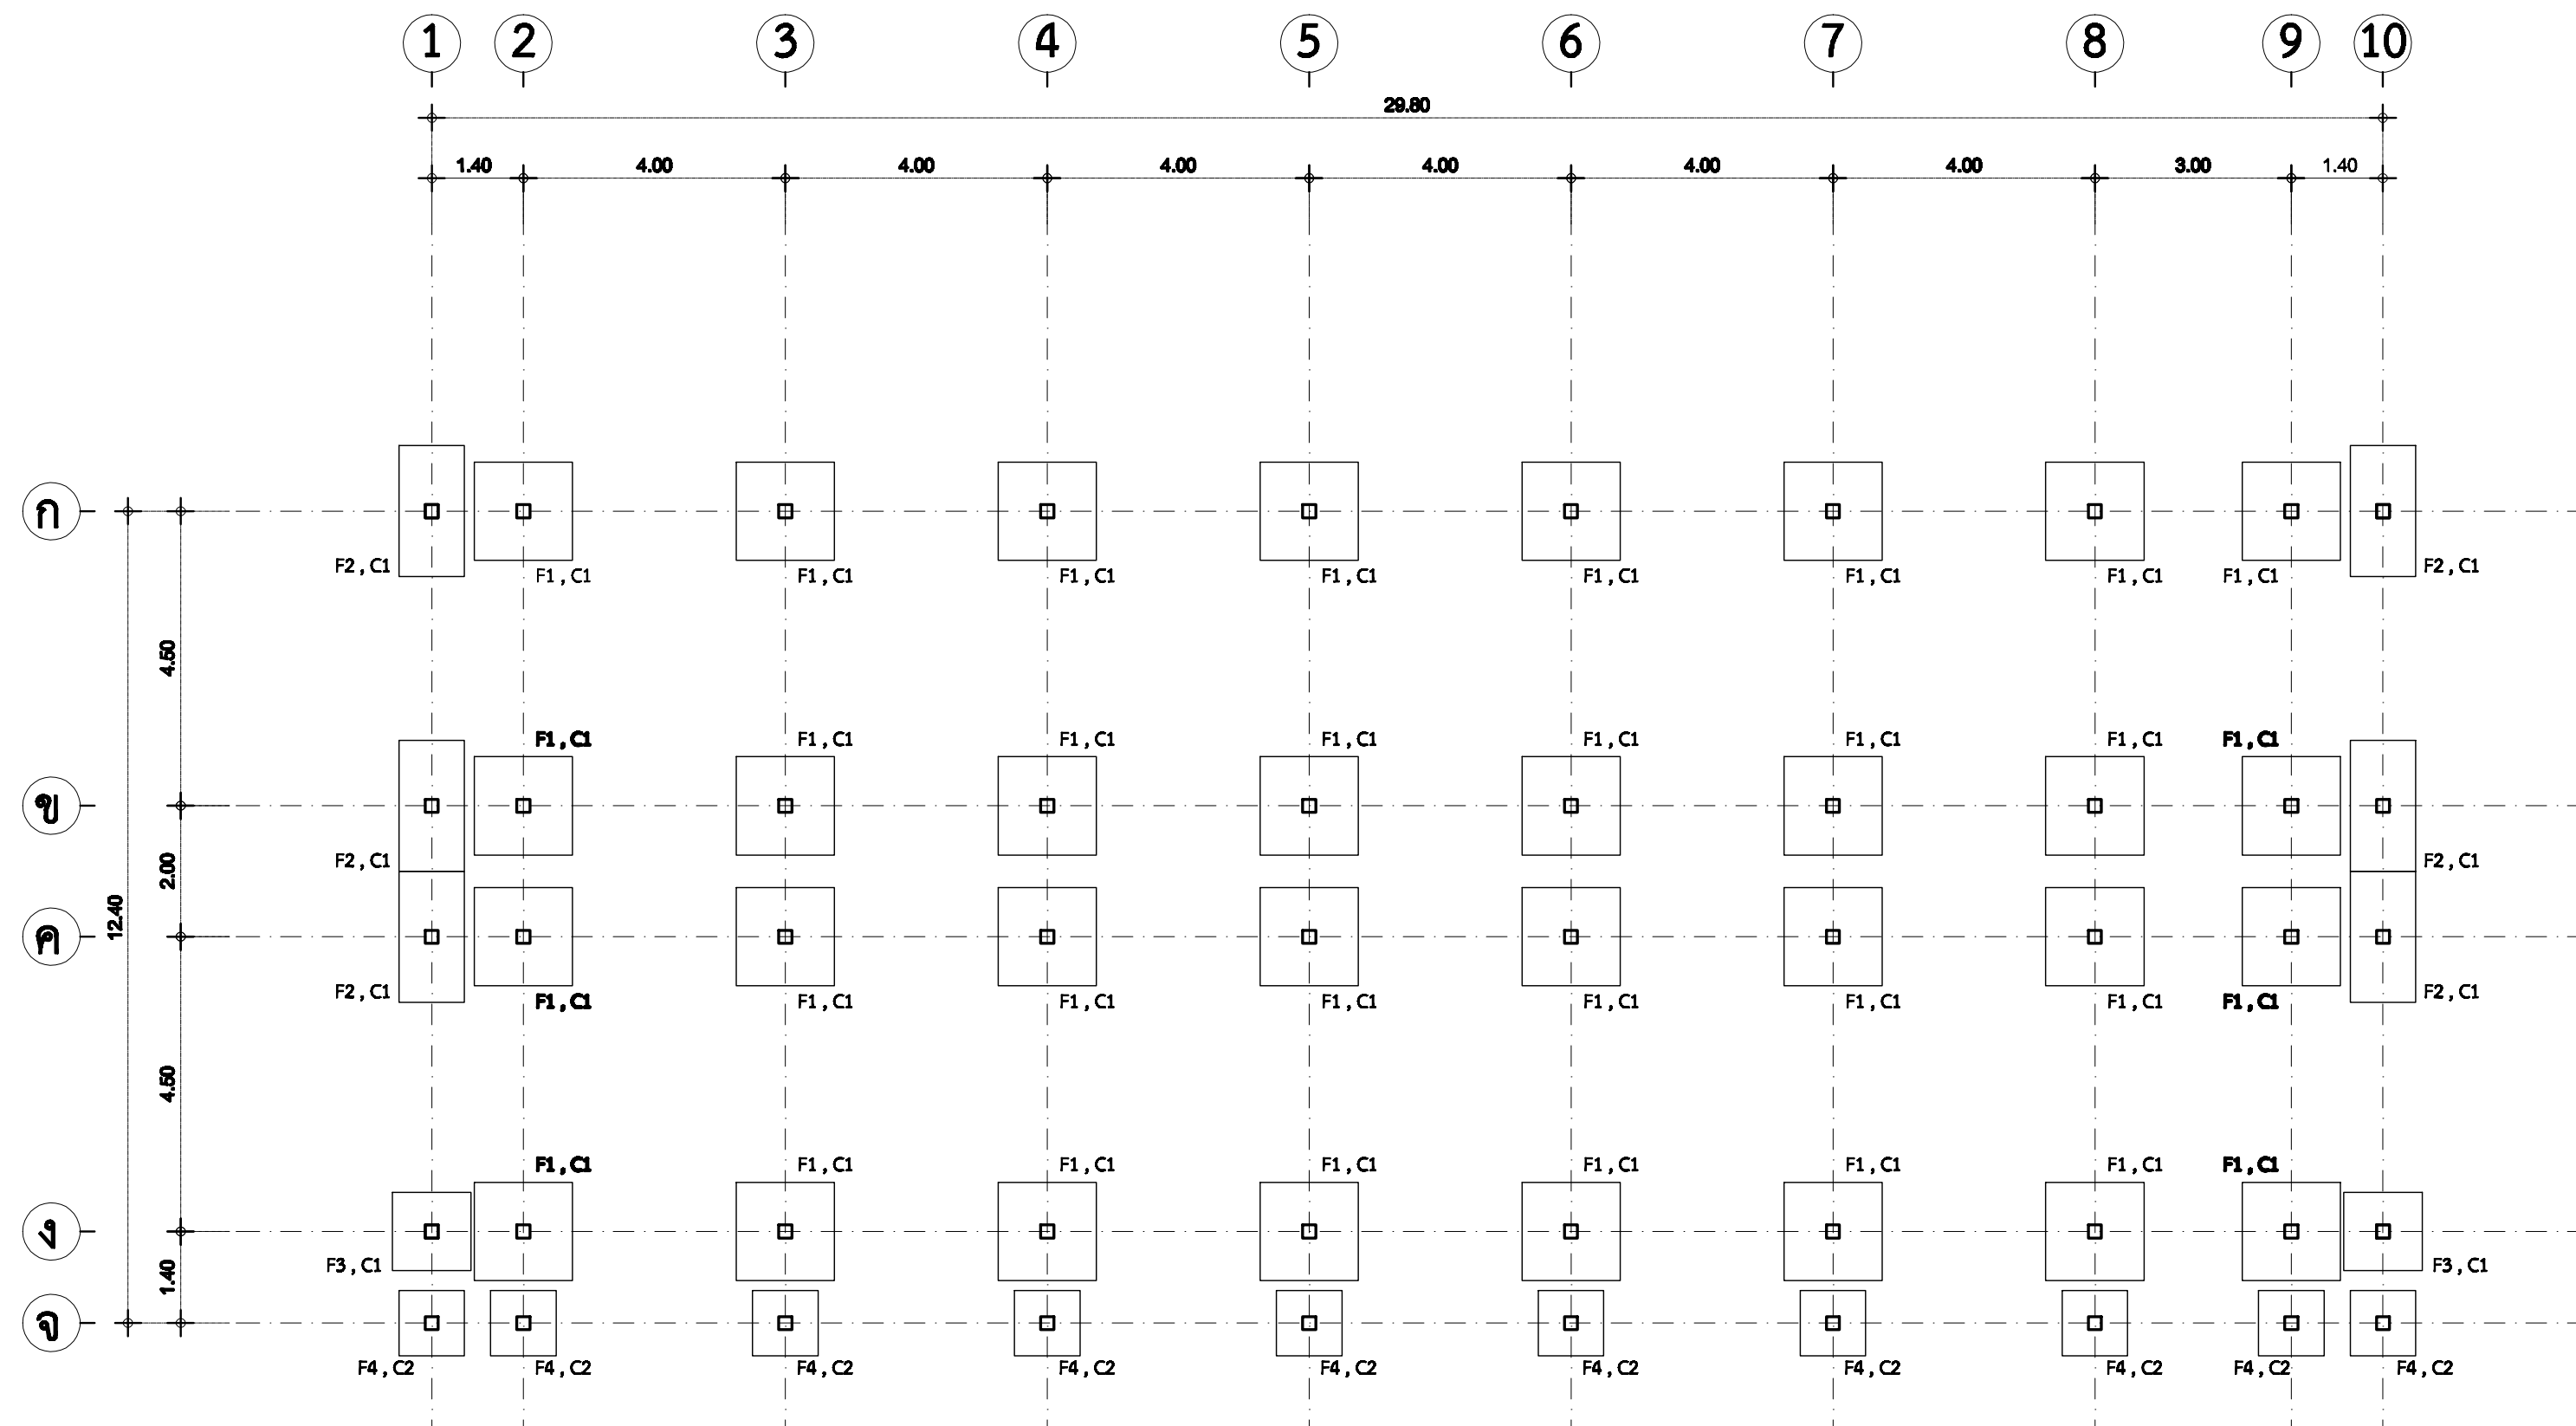 1 2 3 4 5 6 7 8 9 10
29.80
1.40 4.00 4.00 4.00 4.00 4.00 4.00 3.00 1.40
ก
F2 , C1 F1 , C1 F1 , C1 F1 , C1 F1 , C1 F1 , C1 F1 , C1 F1 , C1 F1 , C1 F2 , C1
4.50
F1 , C1 F1 , C1 F1 , C1 F1 , C1 F1 , C1 F1 , C1 F1 , C1 F1 , C1
ข
F2 , C1 F2 , C1
2.00
12.40
ค
F2 , C1 F1 , C1 F1 , C1 F1 , C1 F1 , C1 F1 , C1 F1 , C1 F1 , C1 F1 , C1 F2 , C1
4.50
F1 , C1 F1 , C1 F1 , C1 F1 , C1 F1 , C1 F1 , C1 F1 , C1 F1 , C1
ง
F3 , C1 F3 , C1
1.40
จ
F4 , C2 F4 , C2 F4 , C2 F4 , C2 F4 , C2 F4 , C2 F4 , C2 F4 , C2 F4 , C2 F4 , C2